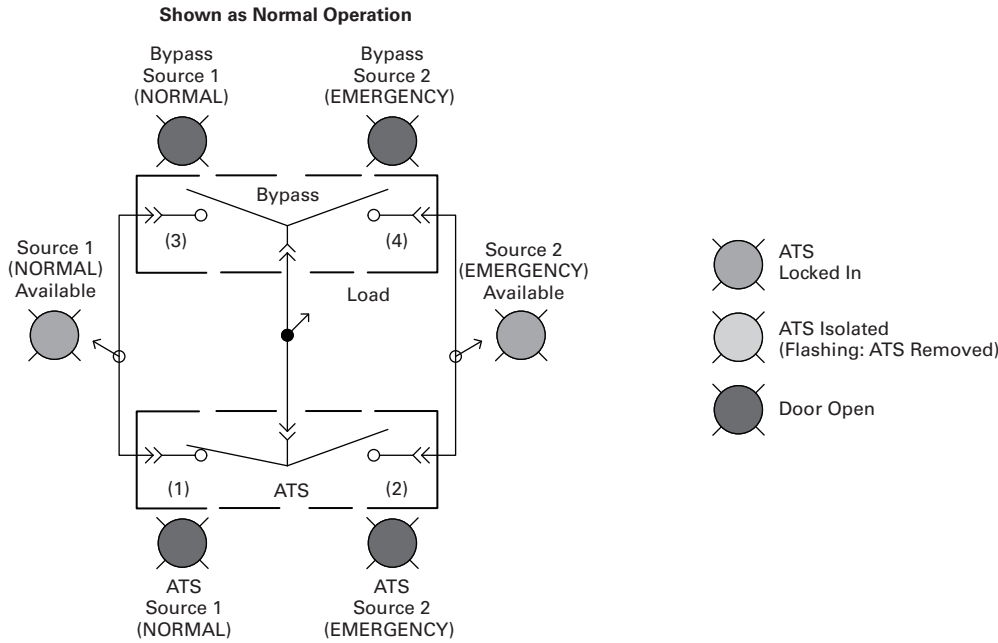 Shown as Normal Operation
Bypass
Source 1
(NORMAL)
Bypass
Source 2
(EMERGENCY)
Bypass
(3)
(4)
Source 1
(NORMAL)
Available
Source 2
(EMERGENCY)
Available
Load
(1)
ATS
(2)
ATS
Source 1
(NORMAL)
ATS
Source 2
(EMERGENCY)
ATS
Locked In
ATS Isolated
(Flashing: ATS Removed)
Door Open